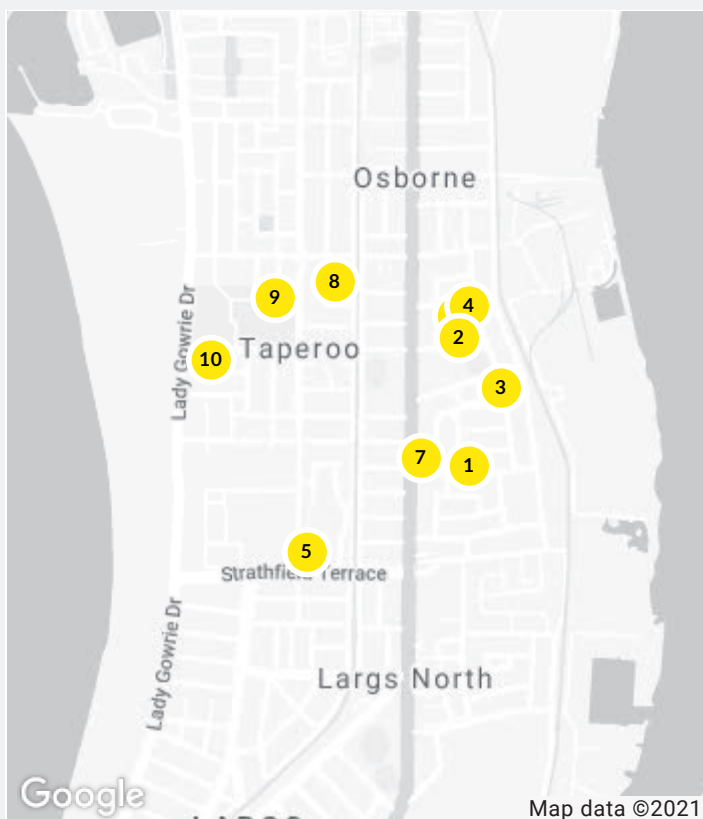 Osborne
8
9
4
2
Lady Gowrie Dr
Taperoo
10
3
7
1
5
Strathfield Terrace
Lady Gowrie Dr
Largs North
Google
Map data ©2021